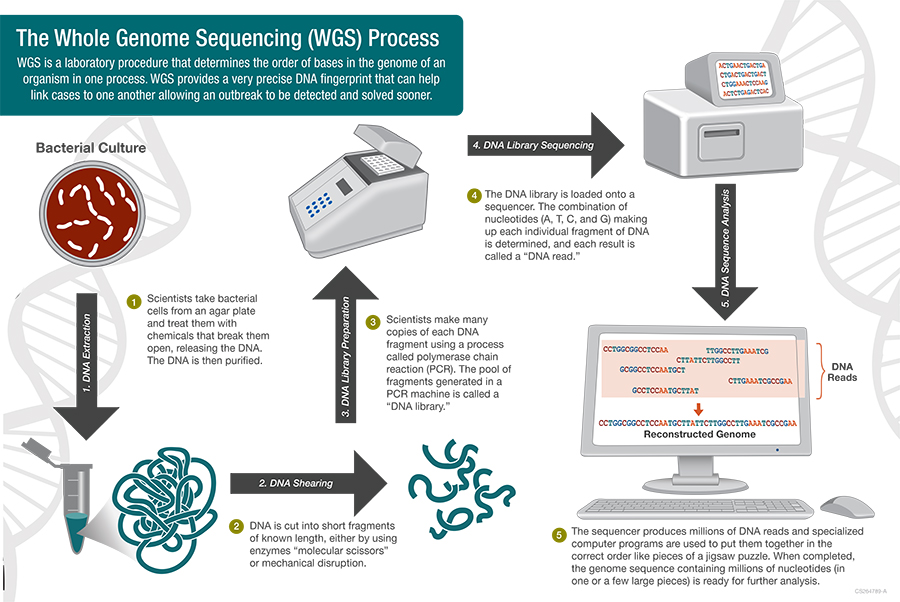 The Whole Genome Sequencing (WGS) Process
WGS is a laboratory procedure that determines the order of bases in the genome of an
organism in one process. WGS provides a very precise DNA fingerprint that can help
link cases to one another allowing an outbreak to be detected and solved sooner.
Bacterial Culture
1. DNA Extraction
1 Scientists take bacterial
cells from an agar plate
and treat them with
chemicals that break them
open, releasing the DNA.
The DNA is then purified.
2. DNA Shearing
2 DNA is cut into short fragments
of known length, either by using
enzymes “molecular scissors”
or mechanical disruption.
3. DNA Library Preparation
3 Scientists make many
copies of each DNA
fragment using a process
called polymerase chain
reaction (PCR). The pool of
fragments generated in a
PCR machine is called a
“DNA library.”
4. DNA Library Sequencing
4 The DNA library is loaded onto a
sequencer. The combination of
nucleotides (A, T, C, and G) making
up each individual fragment of DNA
is determined, and each result is
called a “DNA read.”
ACTGAACTGACTGA
CTGACTGACTGACT
CTGGAAACTCCAAG
ACTCTGAGACTGAC
5. DNA Sequence Analysis
CCTGGCGGCCTCCAA
TTGGCCTTGAAATCG
CTTATTCTTGGCCTT
GCGGCCTCCAATGCT
CTTGAAATCGCCGAA
GCCTCCAATGCTTAT
DNA
Reads
CCTGGCGGCCTCCAATGCTTATTCTTGGCCTTGAAATCGCCGAA
Reconstructed Genome
5 The sequencer produces millions of DNA reads and specialized
computer programs are used to put them together in the
correct order like pieces of a jigsaw puzzle. When completed,
the genome sequence containing millions of nucleotides (in
one or a few large pieces) is ready for further analysis.
CS264789-A